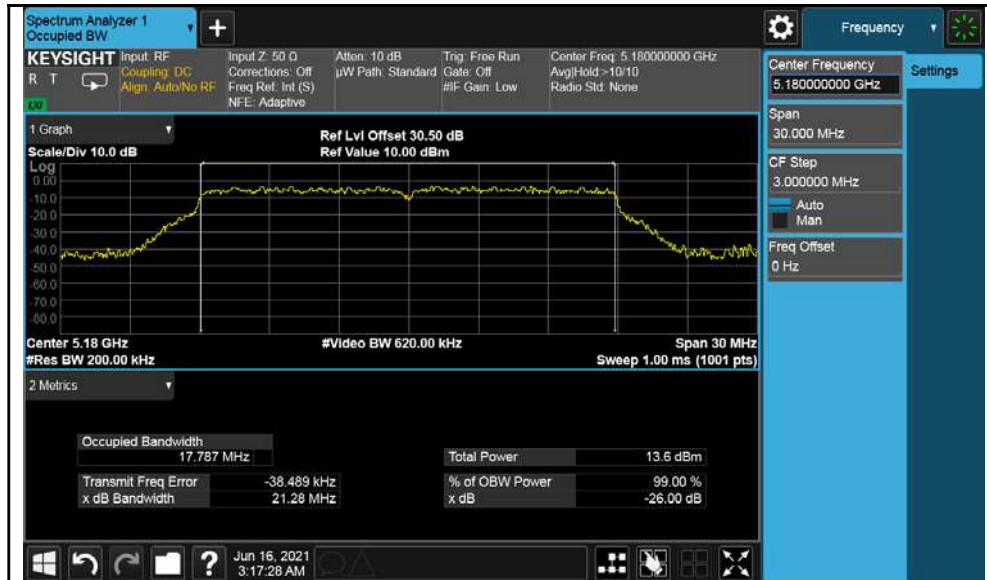 Spectrum Analyzer 1
Occupied BW
+
Frequency
KEYSIGHT
R T
LXI
Input: RF
Coupling: DC
Align: Auto/No RF
Input Z: 50 Ω
Corrections: Off
Freq Ref: Int (S)
NFE: Adaptive
Atten: 10 dB
µW Path: Standard
Trig: Free Run
Gate: Off
#IF Gain: Low
Center Freq: 5.180000000 GHz
Avg|Hold:>10/10
Radio Std: None
Center Frequency
5.180000000 GHz
Settings
Span
30.000 MHz
CF Step
3.000000 MHz
Auto
Man
Freq Offset
0 Hz
1 Graph
Scale/Div 10.0 dB
Ref Lvl Offset 30.50 dB
Ref Value 10.00 dBm
Log
0.00
-10.0
-20.0
-30.0
-40.0
-50.0
-60.0
-70.0
-80.0
Center 5.18 GHz
#Video BW 620.00 kHz
Span 30 MHz
#Res BW 200.00 kHz
Sweep 1.00 ms (1001 pts)
2 Metrics
Occupied Bandwidth
17.787 MHz
Total Power
13.6 dBm
Transmit Freq Error
-38.489 kHz
% of OBW Power
99.00 %
x dB Bandwidth
21.28 MHz
x dB
-26.00 dB
?
Jun 16, 2021
3:17:28 AM